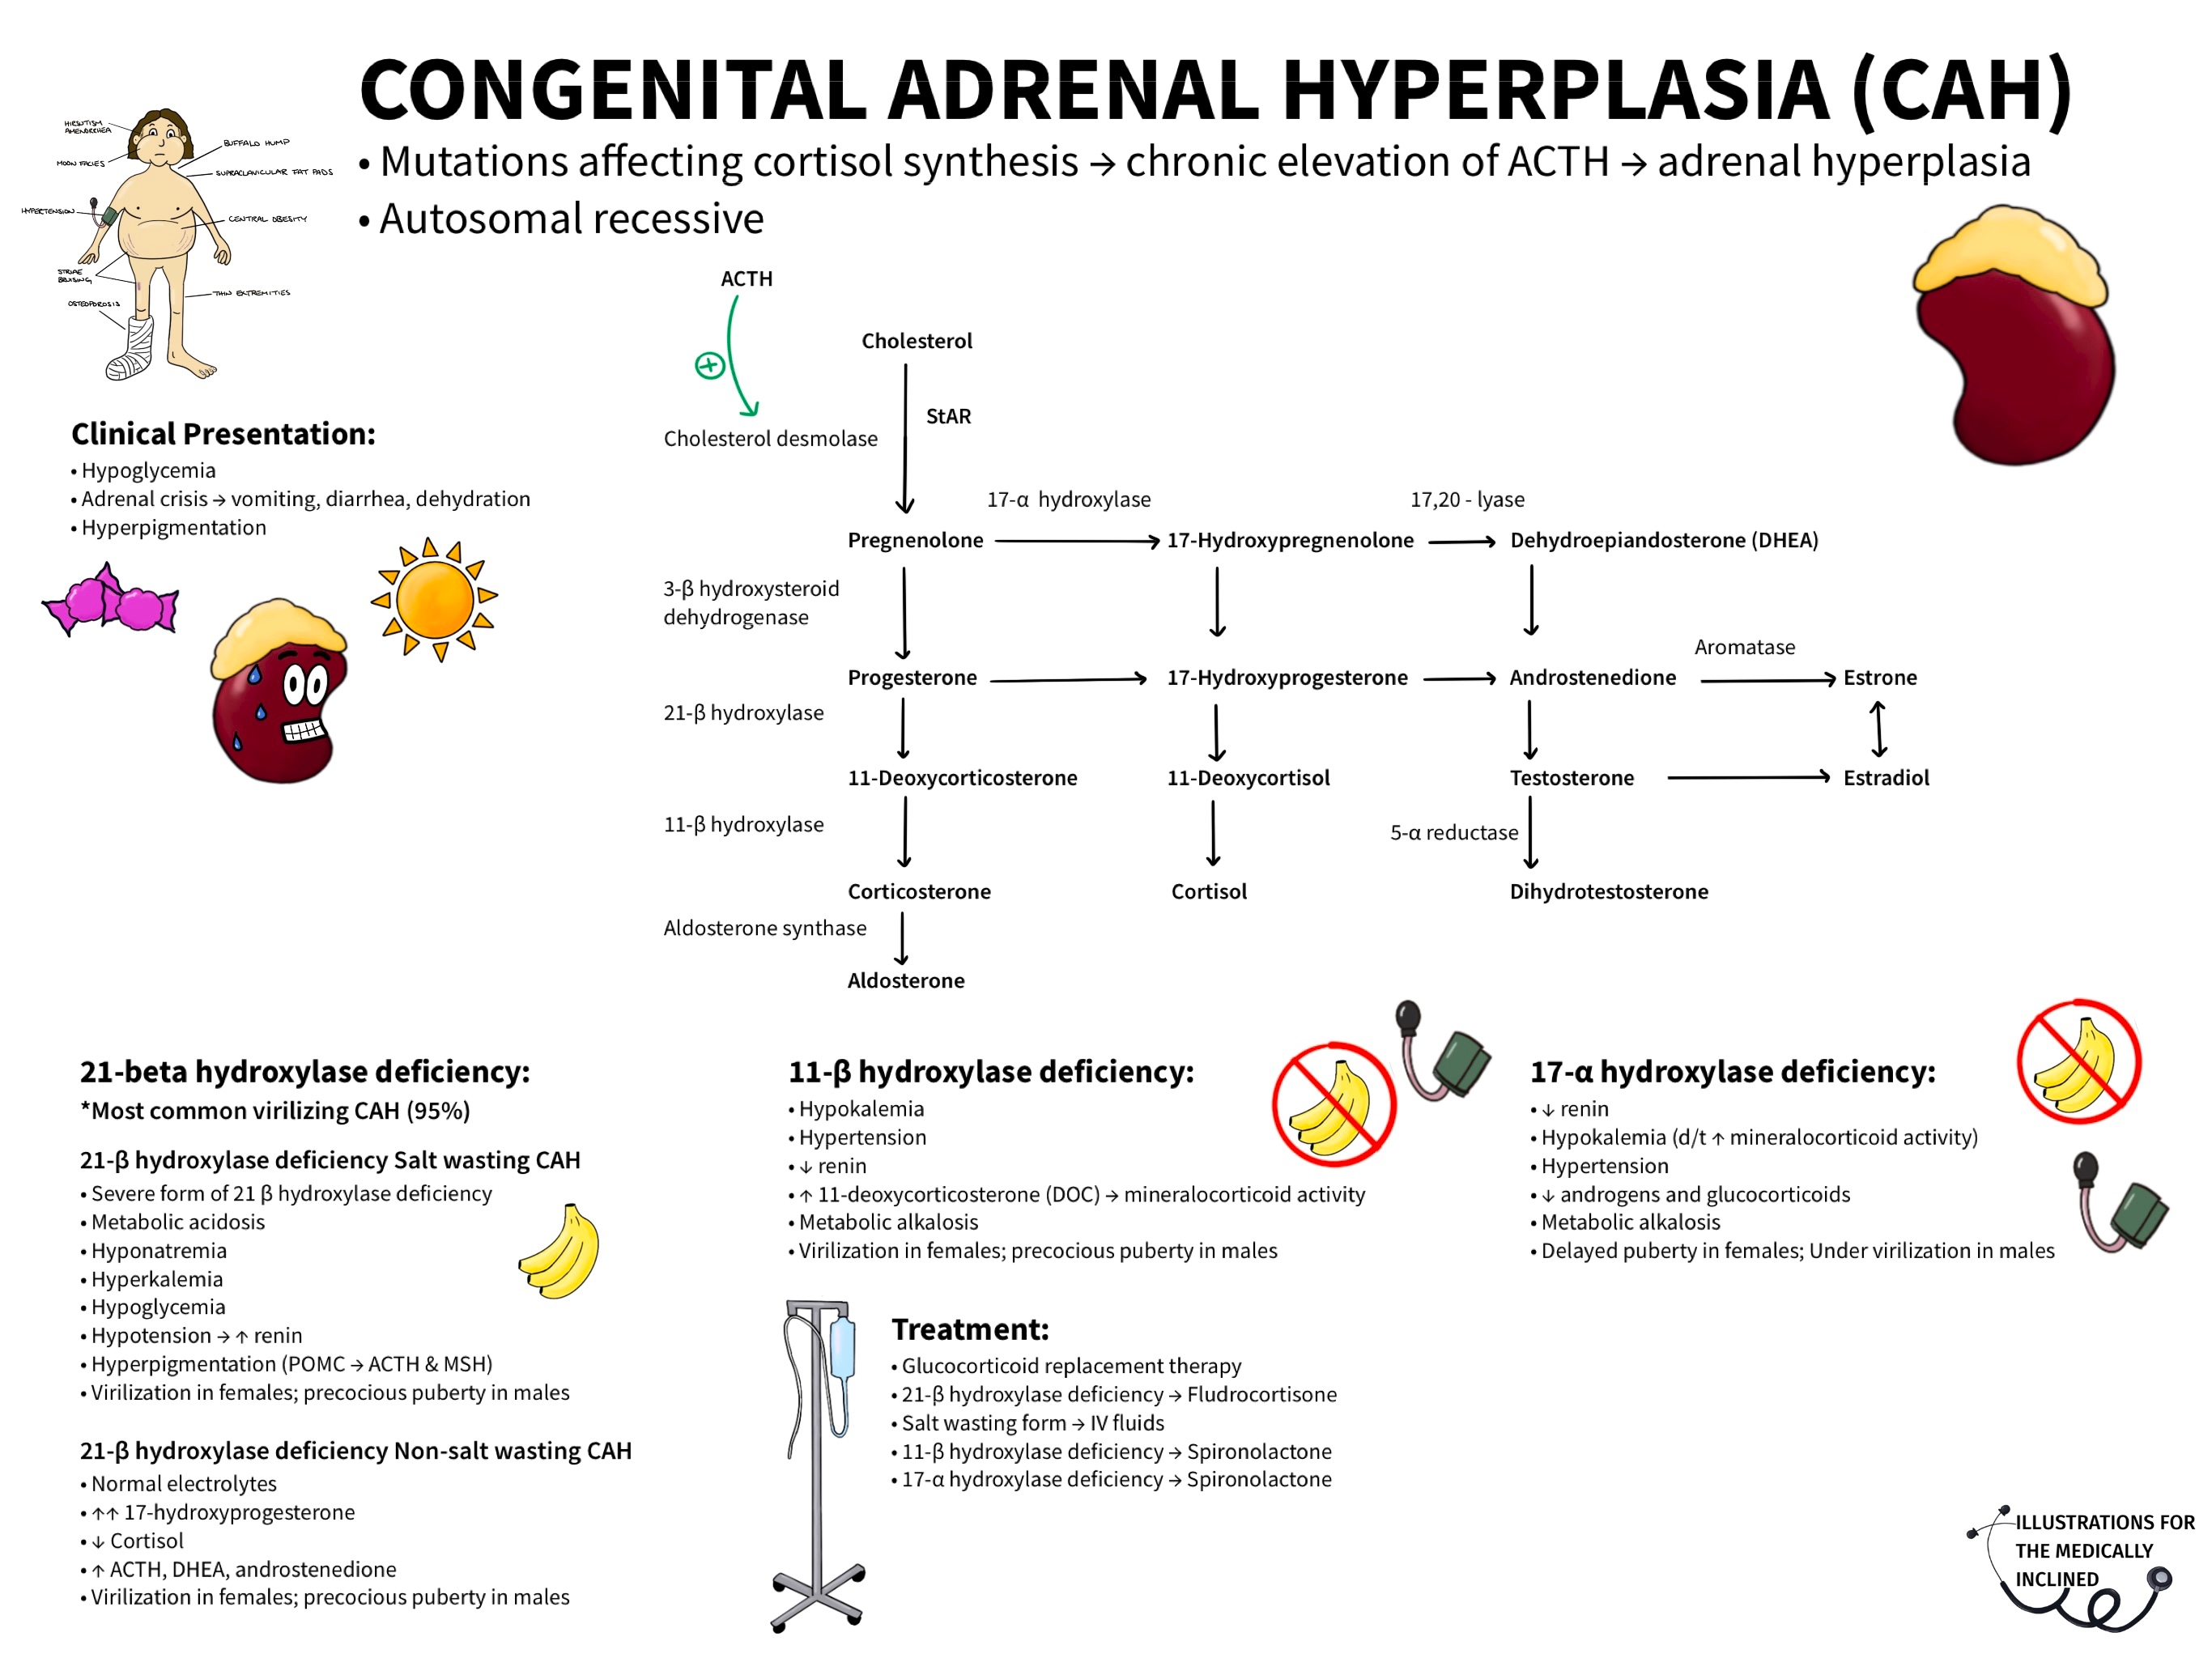 CONGENITAL ADRENAL HYPERPLASIA (CAH)
• Mutations affecting cortisol synthesis → chronic elevation of ACTH → adrenal hyperplasia
• Autosomal recessive
HIRSUTISM
AMENORRHEA
MOON FACIES
BUFFALO HUMP
SUPRACLAVICULAR FAT PADS
HYPERTENSION
CENTRAL OBESITY
STRIAE
BRUISING
OSTEOPOROSIS
THIN EXTREMITIES
Clinical Presentation:
• Hypoglycemia
• Adrenal crisis → vomiting, diarrhea, dehydration
• Hyperpigmentation
ACTH
Cholesterol
StAR
Cholesterol desmolase
17-α hydroxylase
17,20 - lyase
Pregnenolone
17-Hydroxypregnenolone
Dehydroepiandosterone (DHEA)
3-β hydroxysteroid
dehydrogenase
Aromatase
Progesterone
17-Hydroxyprogesterone
Androstenedione
Estrone
21-β hydroxylase
11-Deoxycorticosterone
11-Deoxycortisol
Testosterone
Estradiol
11-β hydroxylase
5-α reductase
Corticosterone
Cortisol
Dihydrotestosterone
Aldosterone synthase
Aldosterone
21-beta hydroxylase deficiency:
*Most common virilizing CAH (95%)
21-β hydroxylase deficiency Salt wasting CAH
• Severe form of 21 β hydroxylase deficiency
• Metabolic acidosis
• Hyponatremia
• Hyperkalemia
• Hypoglycemia
• Hypotension → ↑ renin
• Hyperpigmentation (POMC → ACTH & MSH)
• Virilization in females; precocious puberty in males
21-β hydroxylase deficiency Non-salt wasting CAH
• Normal electrolytes
• ↑↑ 17-hydroxyprogesterone
• ↓ Cortisol
• ↑ ACTH, DHEA, androstenedione
• Virilization in females; precocious puberty in males
11-β hydroxylase deficiency:
• Hypokalemia
• Hypertension
• ↓ renin
• ↑ 11-deoxycorticosterone (DOC) → mineralocorticoid activity
• Metabolic alkalosis
• Virilization in females; precocious puberty in males
17-α hydroxylase deficiency:
• ↓ renin
• Hypokalemia (d/t ↑ mineralocorticoid activity)
• Hypertension
• ↓ androgens and glucocorticoids
• Metabolic alkalosis
• Delayed puberty in females; Under virilization in males
Treatment:
• Glucocorticoid replacement therapy
• 21-β hydroxylase deficiency → Fludrocortisone
• Salt wasting form → IV fluids
• 11-β hydroxylase deficiency → Spironolactone
• 17-α hydroxylase deficiency → Spironolactone
ILLUSTRATIONS FOR
THE MEDICALLY
INCLINED